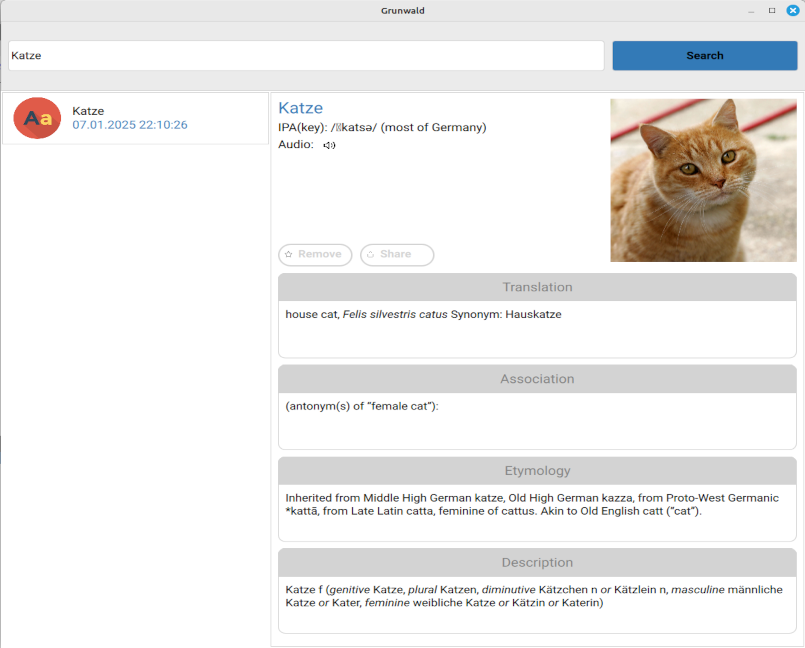 Grunwald
Katze
Search
Aa
Katze
07.01.2025 22:10:26
Katze
IPA(key): /▯katsə/ (most of Germany)
Audio:
Remove
Share
Translation
house cat, Felis silvestris catus Synonym: Hauskatze
Association
(antonym(s) of “female cat”):
Etymology
Inherited from Middle High German katze, Old High German kazza, from Proto-West Germanic
*kattā, from Late Latin catta, feminine of cattus. Akin to Old English catt (“cat”).
Description
Katze f (genitive Katze, plural Katzen, diminutive Kätzchen n or Kätzlein n, masculine männliche
Katze or Kater, feminine weibliche Katze or Kätzin or Katerin)